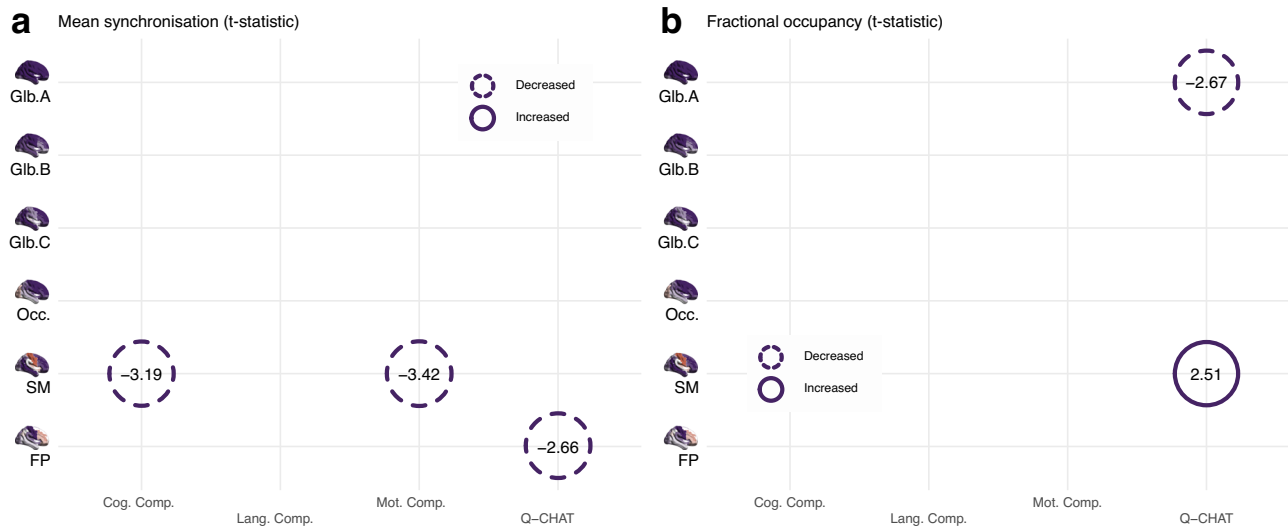 a Mean synchronisation (t-statistic)
Glb.A
Glb.B
Glb.C
Occ.
SM
FP
Decreased
Increased
−3.19
−3.42
−2.66
Cog. Comp.
Lang. Comp.
Mot. Comp.
Q−CHAT
b Fractional occupancy (t-statistic)
Glb.A
Glb.B
Glb.C
Occ.
SM
FP
−2.67
Decreased
Increased
2.51
Cog. Comp.
Lang. Comp.
Mot. Comp.
Q−CHAT